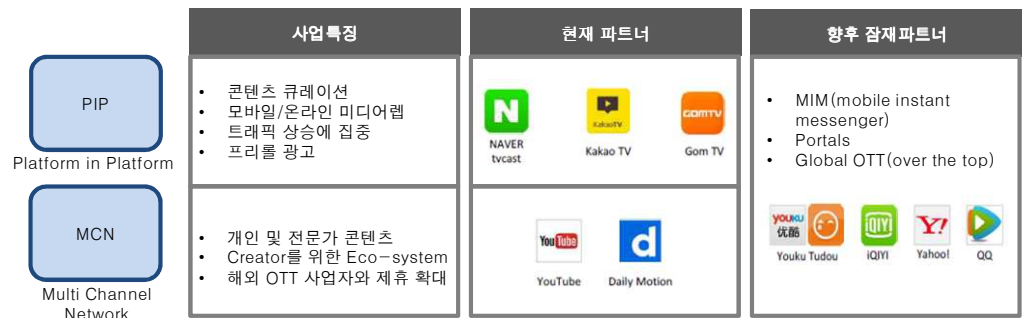 사업특징
현재 파트너
향후 잠재파트너
PIP
Platform in Platform
• 콘텐츠 큐레이션
• 모바일/온라인 미디어렙
• 트래픽 상승에 집중
• 프리롤 광고
N
NAVER
tvcast
KakaoTV
Kakao TV
GOMTV
Gom TV
• MIM(mobile instant
messenger)
• Portals
• Global OTT(over the top)
MCN
Multi Channel
Network
• 개인 및 전문가 콘텐츠
• Creator를 위한 Eco-system
• 해외 OTT 사업자와 제휴 확대
YouTube
YouTube
d
Daily Motion
YOUKU
优酷
Youku Tudou
iQIYI
iQIYI
Y!
Yahoo!
QQ